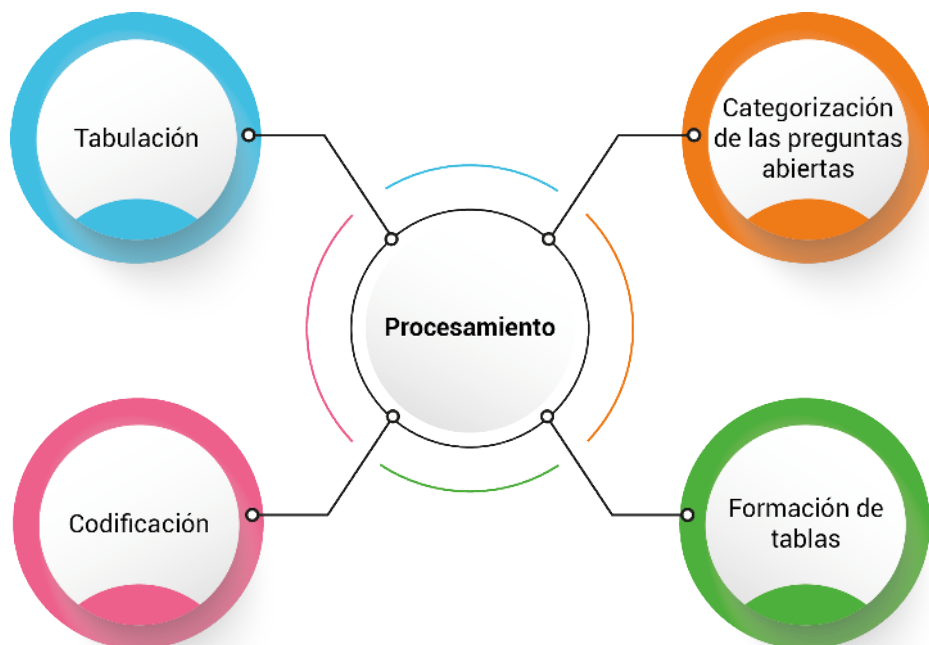 Tabulación
Categorización
de las preguntas
abiertas
Procesamiento
Codificación
Formación de
tablas